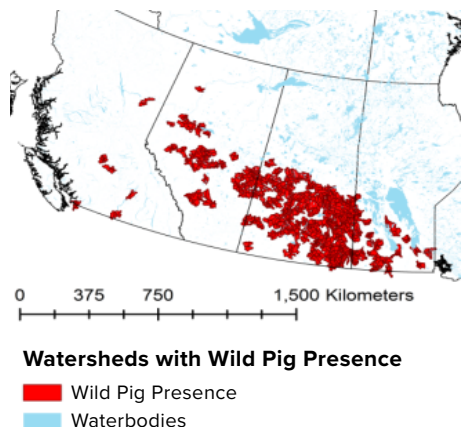 0 375 750 1,500 Kilometers
Watersheds with Wild Pig Presence
Wild Pig Presence
Waterbodies